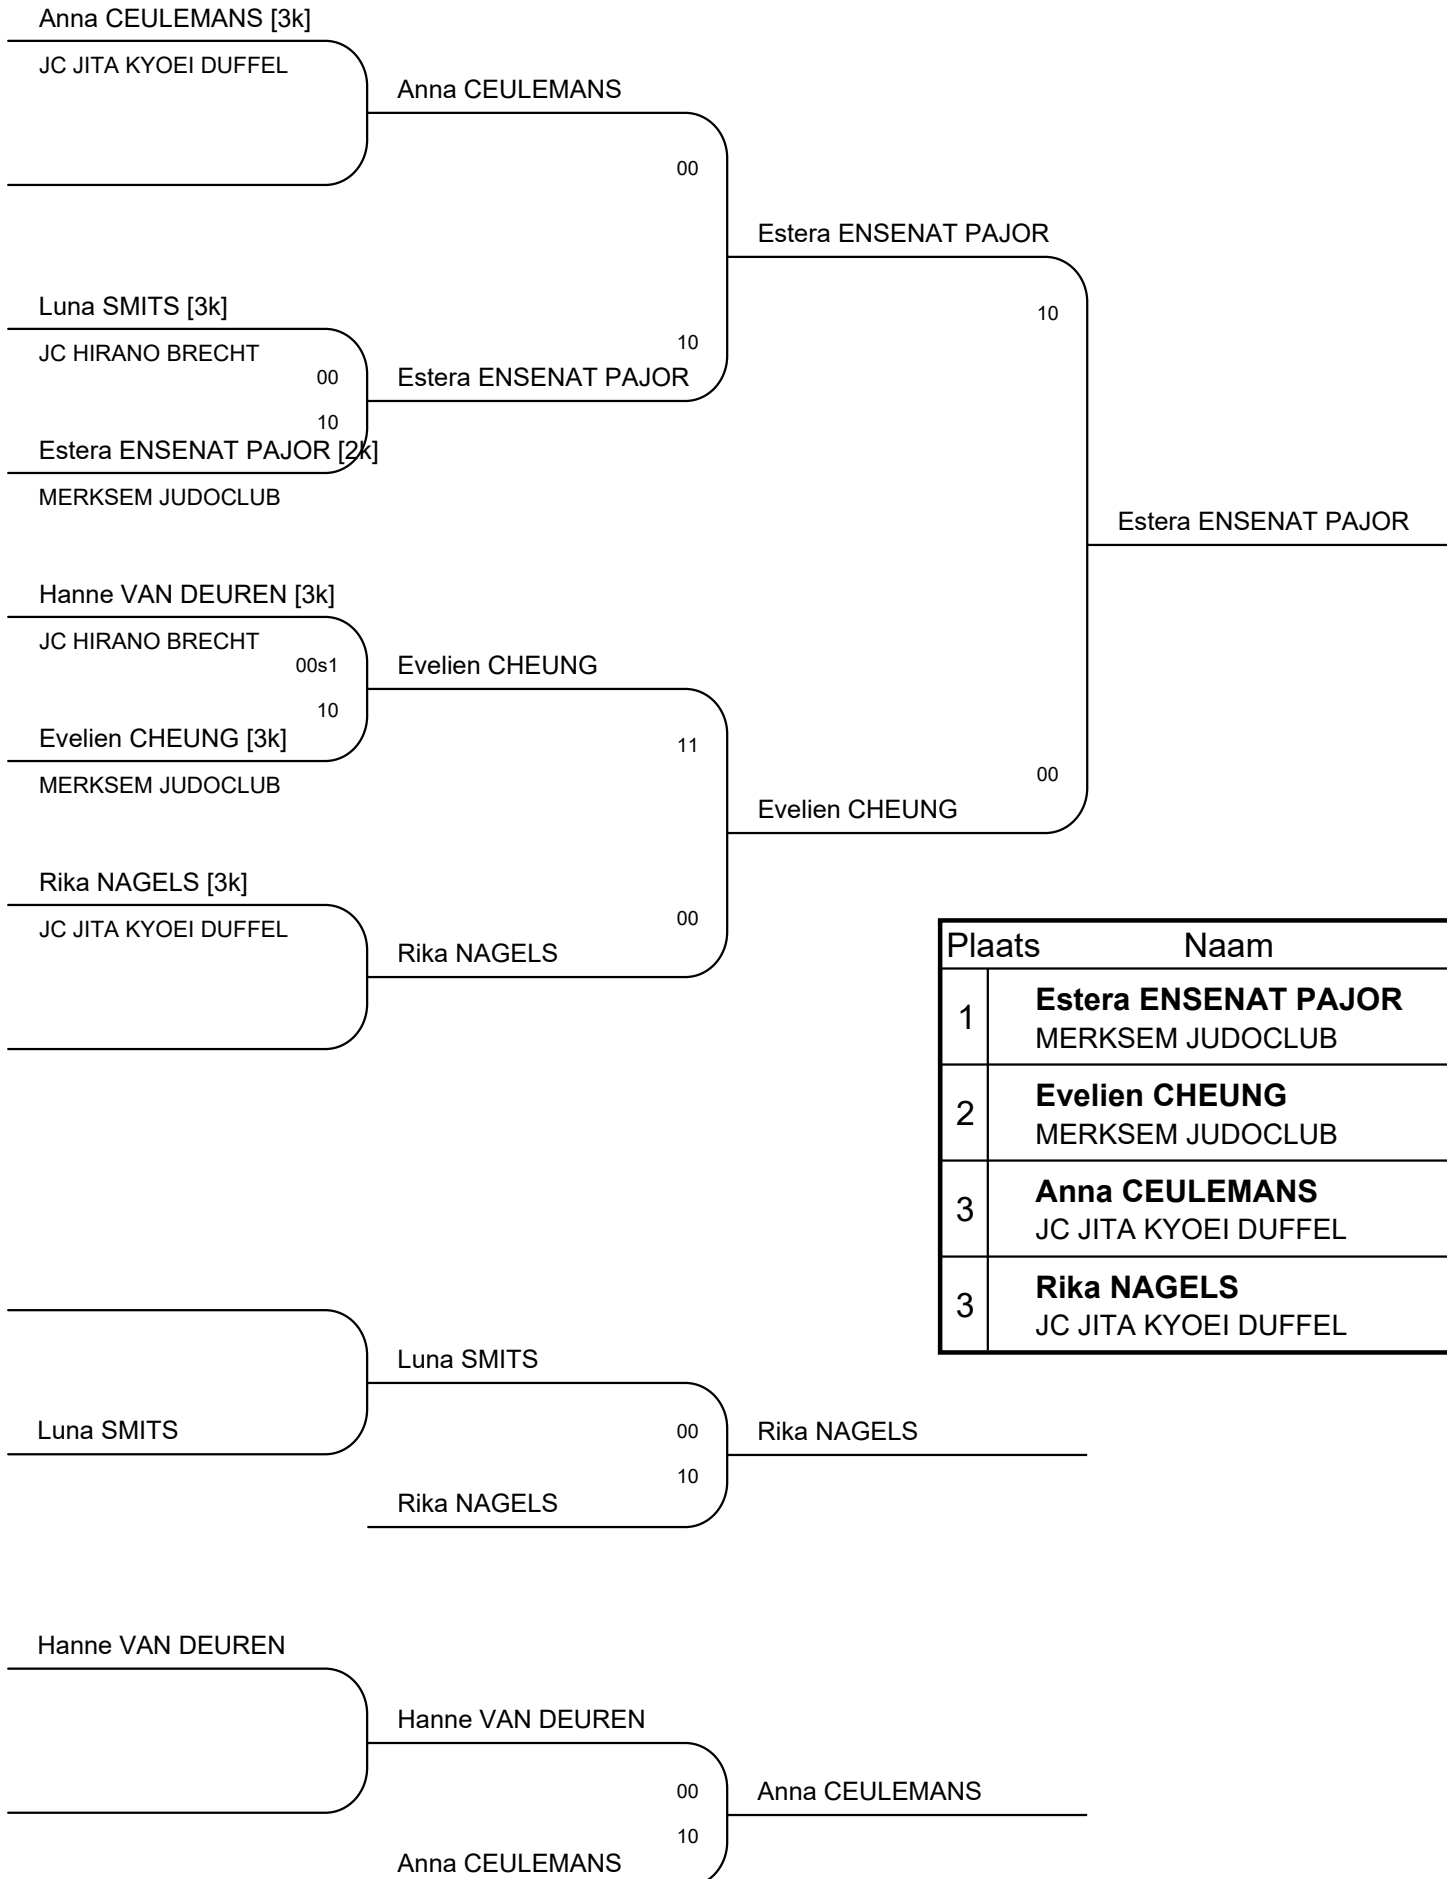 Anna CEULEMANS [3k]
JC JITA KYOEI DUFFEL
Anna CEULEMANS
00
Estera ENSENAT PAJOR
10
Luna SMITS [3k]
JC HIRANO BRECHT
00
10
Estera ENSENAT PAJOR
10
Estera ENSENAT PAJOR [2k]
MERKSEM JUDOCLUB
Estera ENSENAT PAJOR
Hanne VAN DEUREN [3k]
JC HIRANO BRECHT
00s1
Evelien CHEUNG
10
Evelien CHEUNG [3k]
MERKSEM JUDOCLUB
11
00
Evelien CHEUNG
Rika NAGELS [3k]
JC JITA KYOEI DUFFEL
00
Rika NAGELS
Plaats Naam
1 Estera ENSENAT PAJOR
MERKSEM JUDOCLUB
2 Evelien CHEUNG
MERKSEM JUDOCLUB
3 Anna CEULEMANS
JC JITA KYOEI DUFFEL
3 Rika NAGELS
JC JITA KYOEI DUFFEL
Luna SMITS
Luna SMITS
00
Rika NAGELS
10
Rika NAGELS
Hanne VAN DEUREN
Hanne VAN DEUREN
00
Anna CEULEMANS
10
Anna CEULEMANS